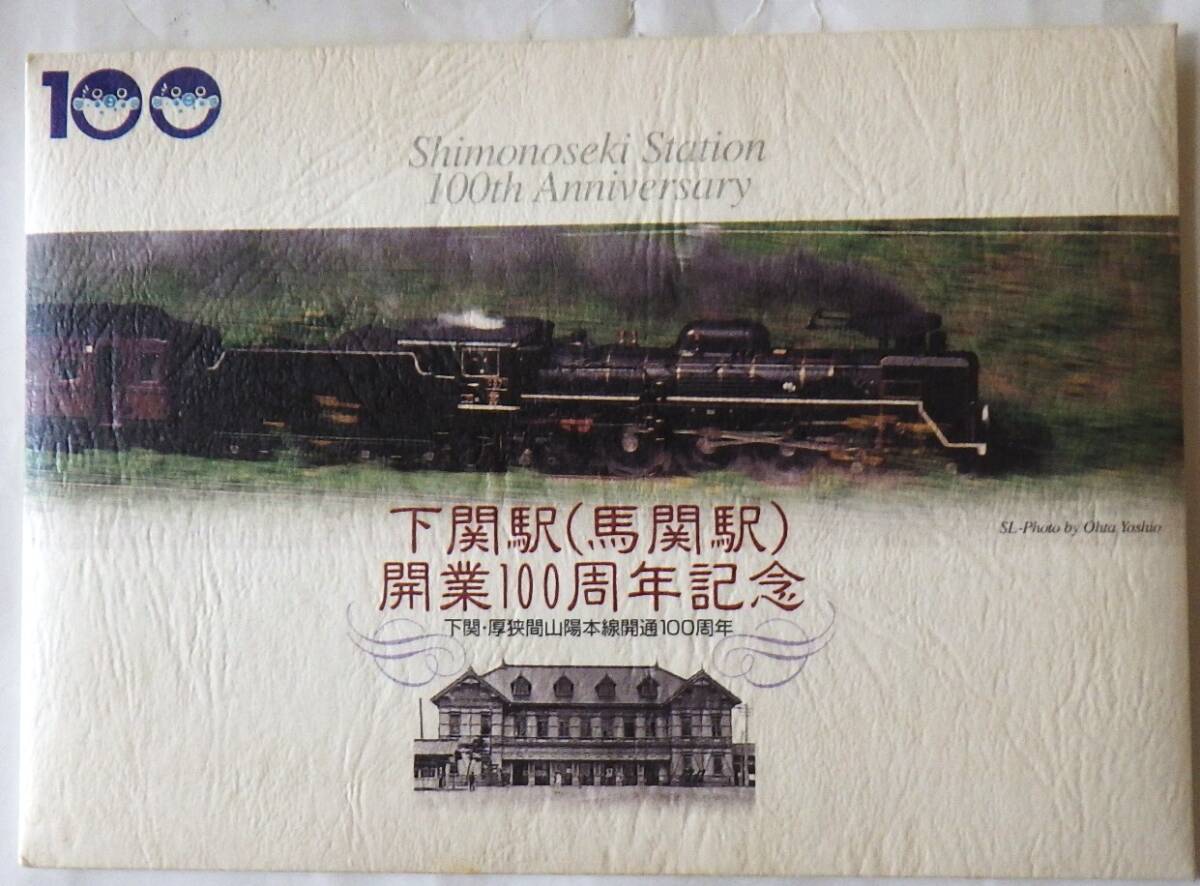 100
Shimonoseki Station
100th Anniversary
SL-Photo by Ohta Yoshio
下関駅(馬関駅)
開業100周年記念
下関・厚狭間山陽本線開通100周年